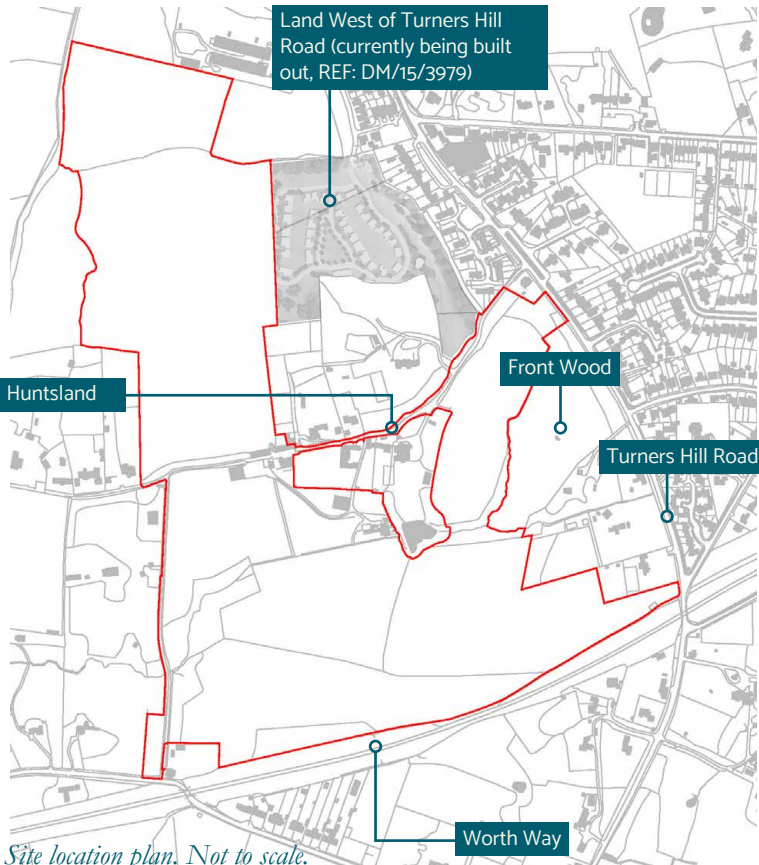 Land West of Turners Hill
Road (currently being built
out, REF: DM/15/3979)
Huntsland
Front Wood
Turners Hill Road
Worth Way
Site location plan. Not to scale.